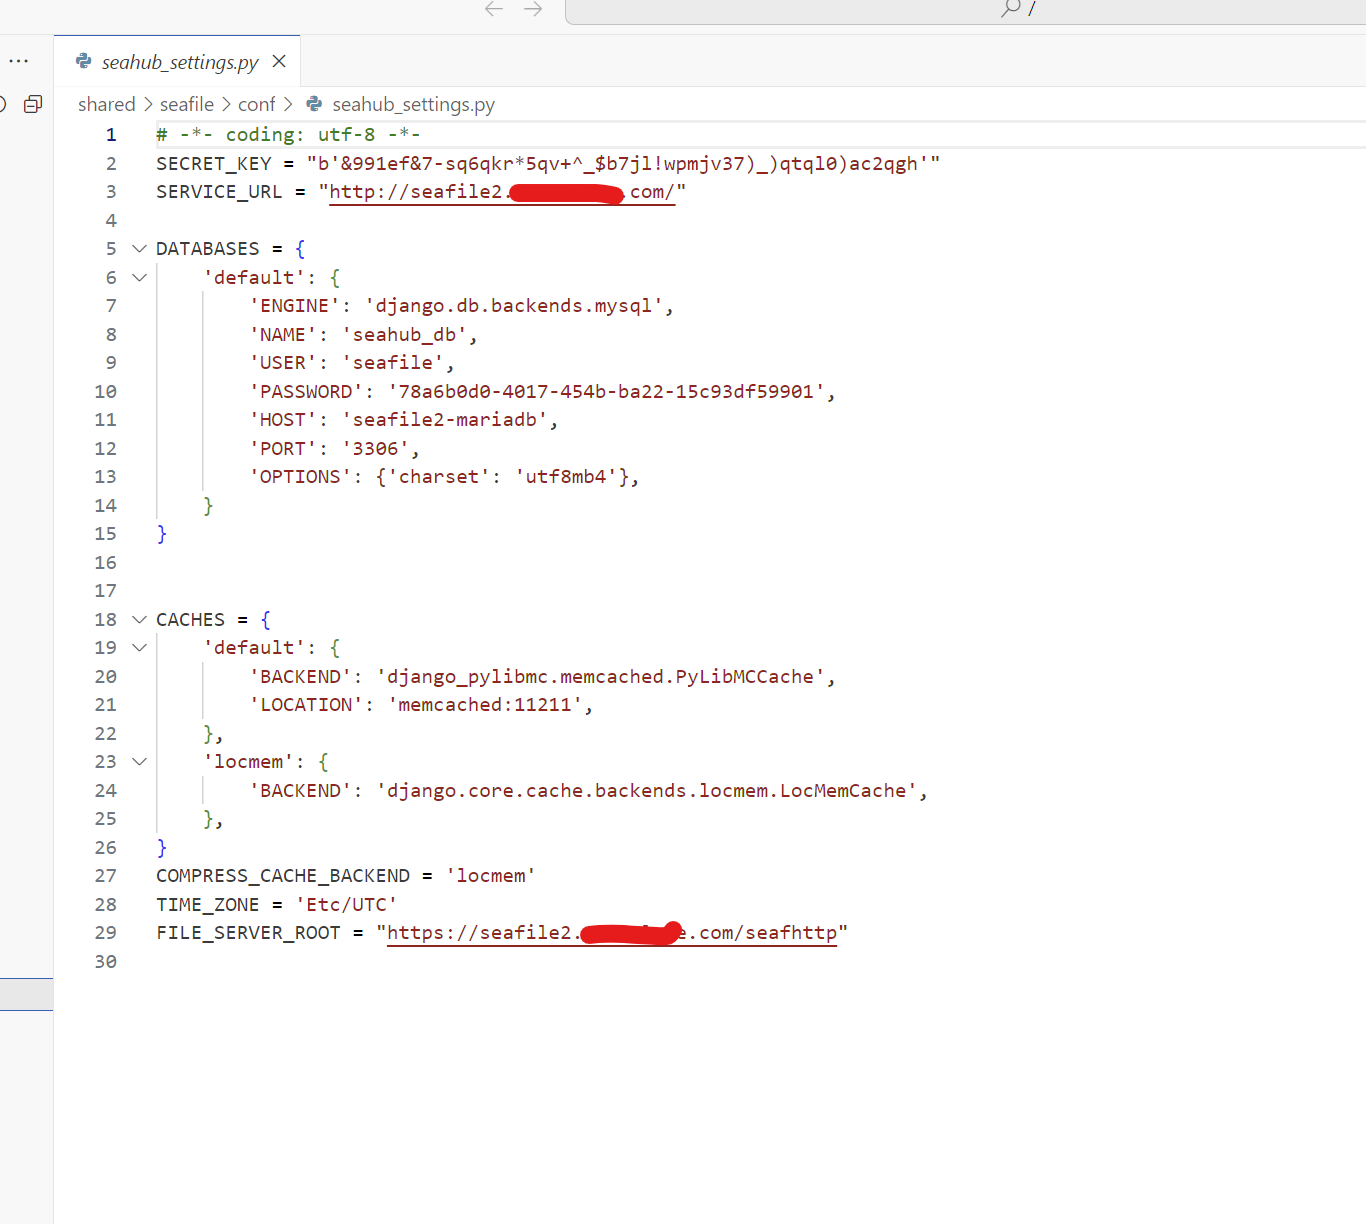 /
seahub_settings.py
shared > seafile > conf > seahub_settings.py
1 # -*- coding: utf-8 -*-
2 SECRET_KEY = "b'&991ef&7-sq6qkr*5qv+^_$b7jl!wpmjv37)_)qtql0)ac2qgh'"
3 SERVICE_URL = "http://seafile2. .com/"
4
5 DATABASES = {
6 'default': {
7 'ENGINE': 'django.db.backends.mysql',
8 'NAME': 'seahub_db',
9 'USER': 'seafile',
10 'PASSWORD': '78a6b0d0-4017-454b-ba22-15c93df59901',
11 'HOST': 'seafile2-mariadb',
12 'PORT': '3306',
13 'OPTIONS': {'charset': 'utf8mb4'},
14 }
15 }
16
17
18 CACHES = {
19 'default': {
20 'BACKEND': 'django_pylibmc.memcached.PyLibMCCache',
21 'LOCATION': 'memcached:11211',
22 },
23 'locmem': {
24 'BACKEND': 'django.core.cache.backends.locmem.LocMemCache',
25 },
26 }
27 COMPRESS_CACHE_BACKEND = 'locmem'
28 TIME_ZONE = 'Etc/UTC'
29 FILE_SERVER_ROOT = "https://seafile2. e.com/seafhttp"
30